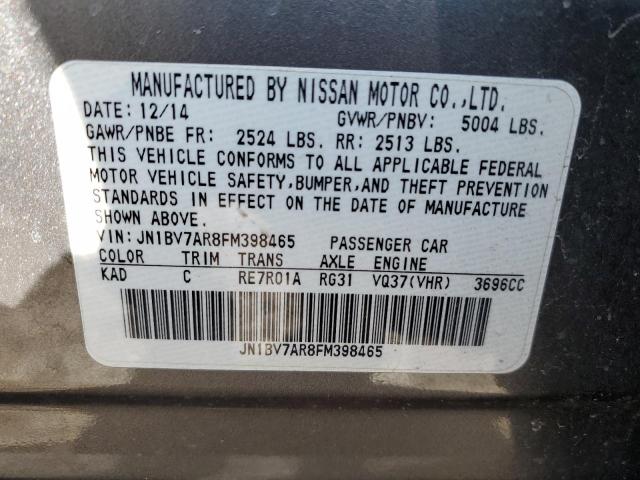 MANUFACTURED BY NISSAN MOTOR CO.,LTD.
DATE: 12/14 GVWR/PNBV: 5004 LBS.
GAWR/PNBE FR: 2524 LBS. RR: 2513 LBS.
THIS VEHICLE CONFORMS TO ALL APPLICABLE FEDERAL
MOTOR VEHICLE SAFETY,BUMPER,AND THEFT PREVENTION
STANDARDS IN EFFECT ON THE DATE OF MANUFACTURE
SHOWN ABOVE.
VIN: JN1BV7AR8FM398465 PASSENGER CAR
COLOR TRIM TRANS AXLE ENGINE
KAD C RE7R01A RG31 VQ37(VHR) 3696CC
JN1BV7AR8FM398465